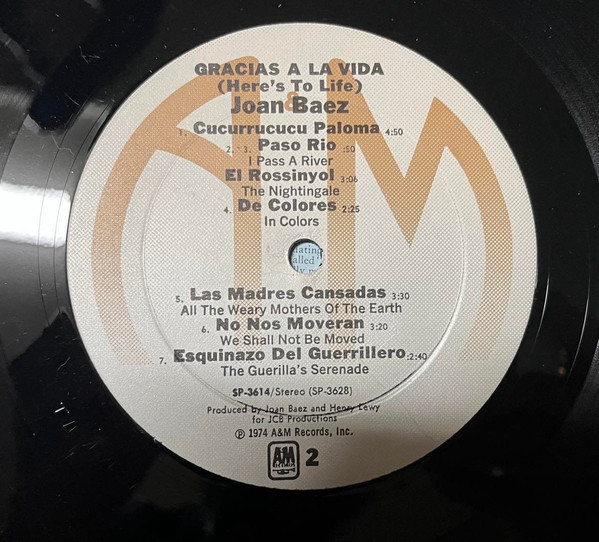 GRACIAS A LA VIDA
(Here's To Life)
Joan Baez
1. Cucurrucucu Paloma 4:50
2. 3. Paso Rio :50
I Pass A River
El Rossinyol 3:06
The Nightingale
4. De Colores 2:25
In Colors
5. Las Madres Cansadas 3:30
All The Weary Mothers Of The Earth
6. No Nos Moveran 3:20
We Shall Not Be Moved
7. Esquinazo Del Guerrillero :2:40
The Guerilla's Serenade
SP-3614/Stereo (SP-3628)
Produced by Joan Baez and Henry Lewy
for JCB Productions
℗ 1974 A&M Records, Inc.
A&M 2